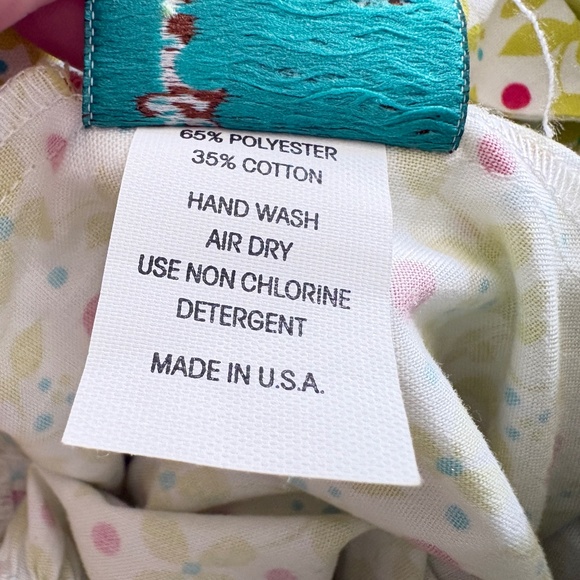 65% POLYESTER
35% COTTON
HAND WASH
AIR DRY
USE NON CHLORINE
DETERGENT
MADE IN U.S.A.